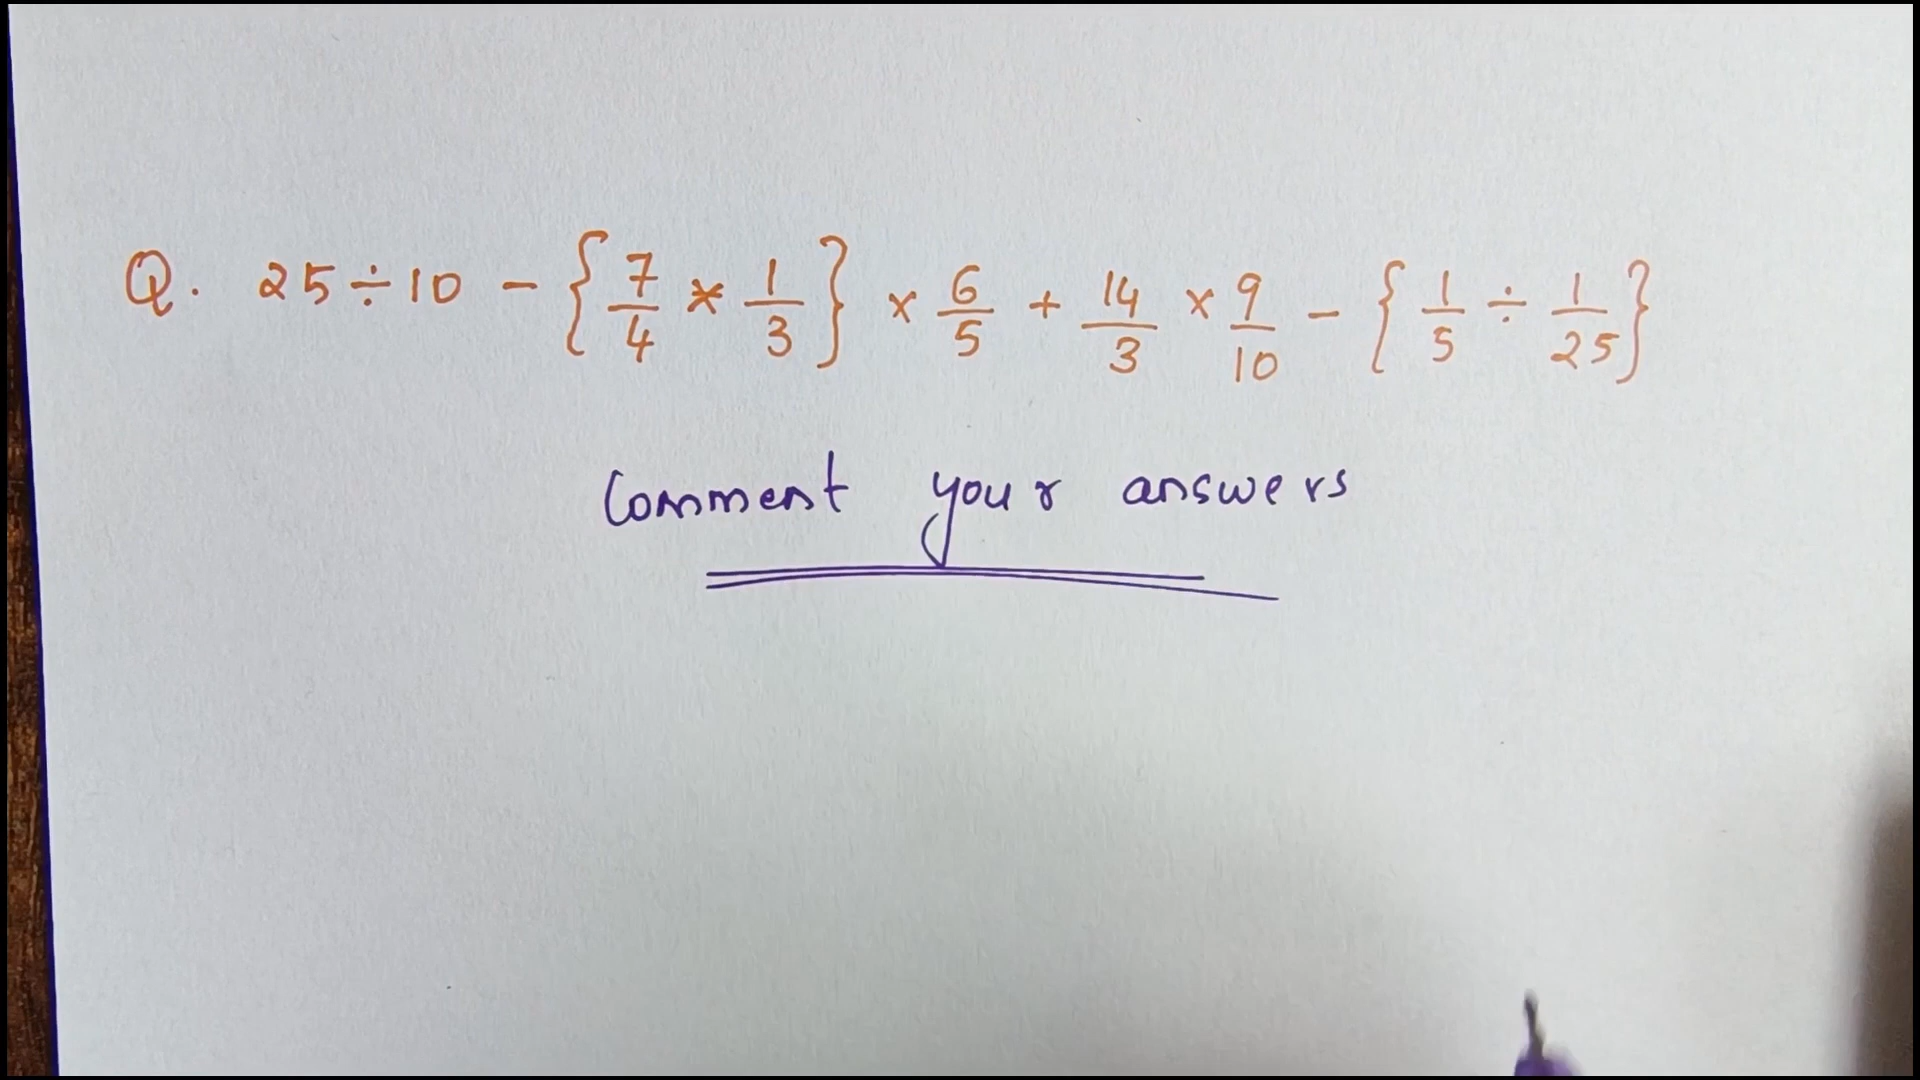 Q. 25 ÷ 10 - {7/4 × 1/3} × 6/5 + 14/3 × 9/10 - {1/5 ÷ 1/25}
Comment your answers